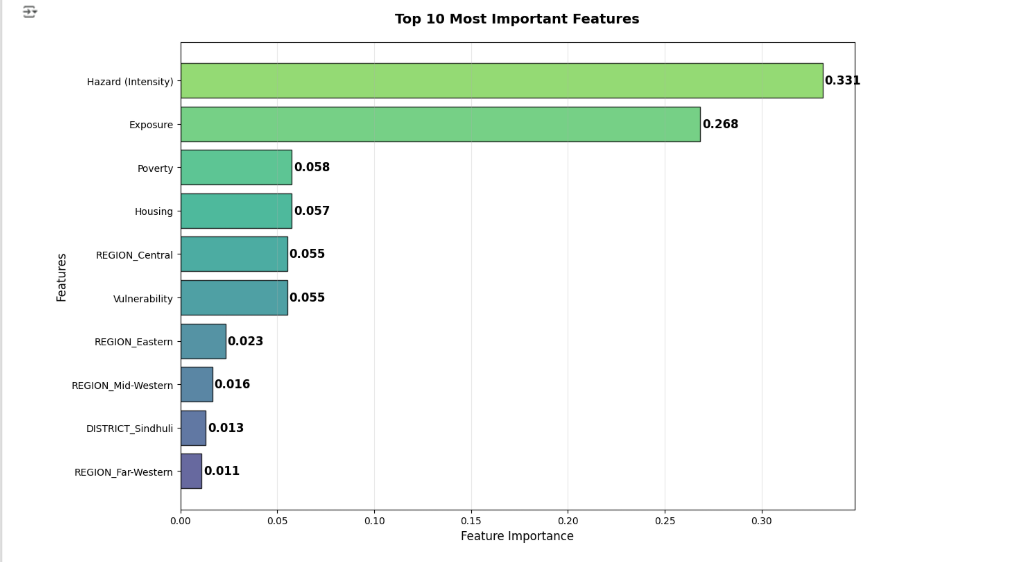 Top 10 Most Important Features
Hazard (Intensity) 0.331
Exposure 0.268
Poverty 0.058
Housing 0.057
REGION_Central 0.055
Vulnerability 0.055
REGION_Eastern 0.023
REGION_Mid-Western 0.016
DISTRICT_Sindhuli 0.013
REGION_Far-Western 0.011
Features
0.00 0.05 0.10 0.15 0.20 0.25 0.30
Feature Importance